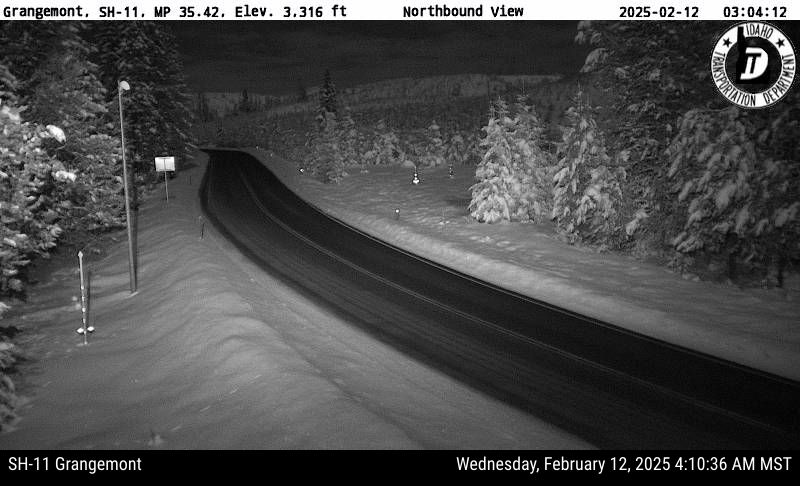 Grangemont, SH-11, MP 35.42, Elev. 3,316 ft Northbound View 2025-02-12 03:04:12
IDAHO
TRANSPORTATION DEPARTMENT
SH-11 Grangemont Wednesday, February 12, 2025 4:10:36 AM MST